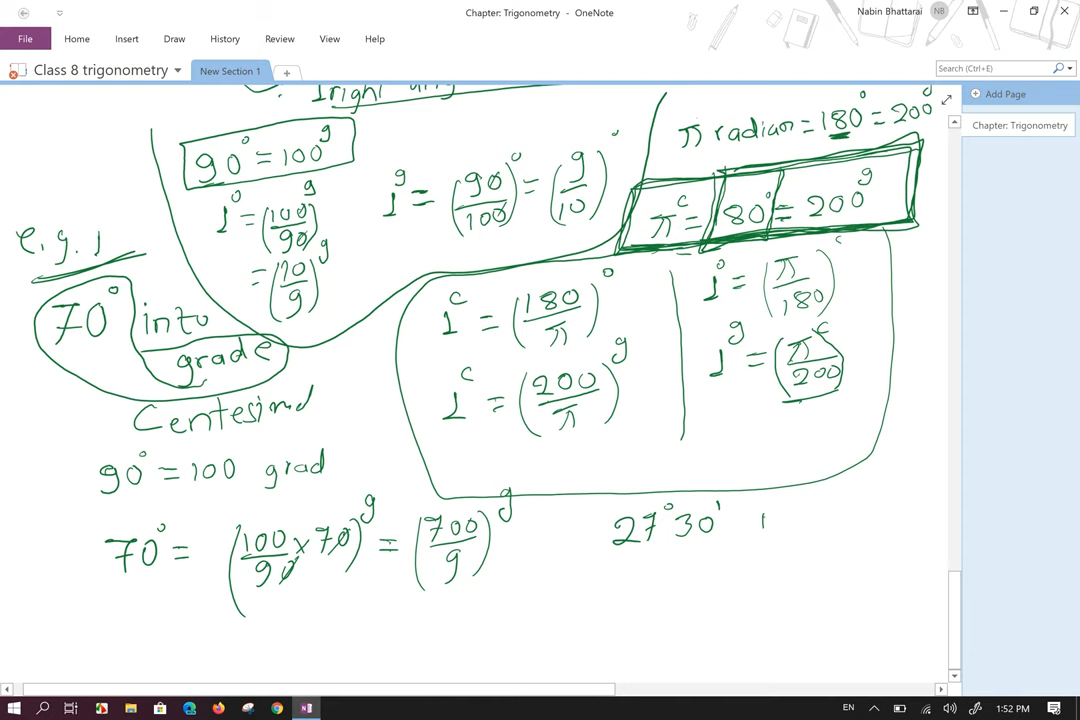 Chapter: Trigonometry - OneNote
Nabin Bhattarai NB
File Home Insert Draw History Review View Help
Class 8 trigonometry New Section 1 +
Search (Ctrl+E)
Add Page
Chapter: Trigonometry
1 right
90° = 100^g
1° = (100/90)^g
= (10/9)^g
1^g = (90/100)° = (9/10)°
π radian = 180° = 200^g
π^c = 180° = 200^g
e.g. 1
70° into
grade
Centesimal
90° = 100 grad
70° = (100/90 × 70)^g = (700/9)^g
1^c = (180/π)°
1^c = (200/π)^g
1° = (π/180)^c
1^g = (π/200)^c
27° 30'
EN 1:52 PM